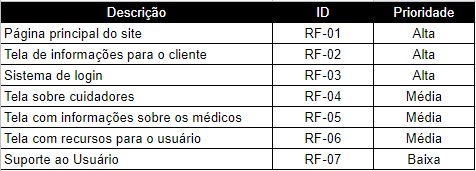 Descrição ID Prioridade
Página principal do site RF-01 Alta
Tela de informações para o cliente RF-02 Alta
Sistema de login RF-03 Alta
Tela sobre cuidadores RF-04 Média
Tela com informações sobre os médicos RF-05 Média
Tela com recursos para o usuário RF-06 Média
Suporte ao Usuário RF-07 Baixa